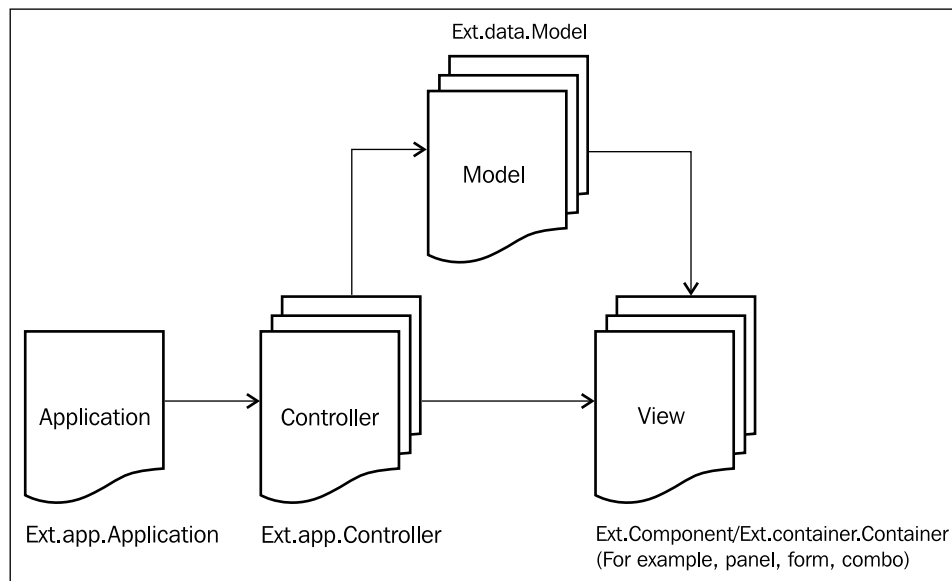 Ext.data.Model
Model
Application
Controller
View
Ext.app.Application
Ext.app.Controller
Ext.Component/Ext.container.Container
(For example, panel, form, combo)